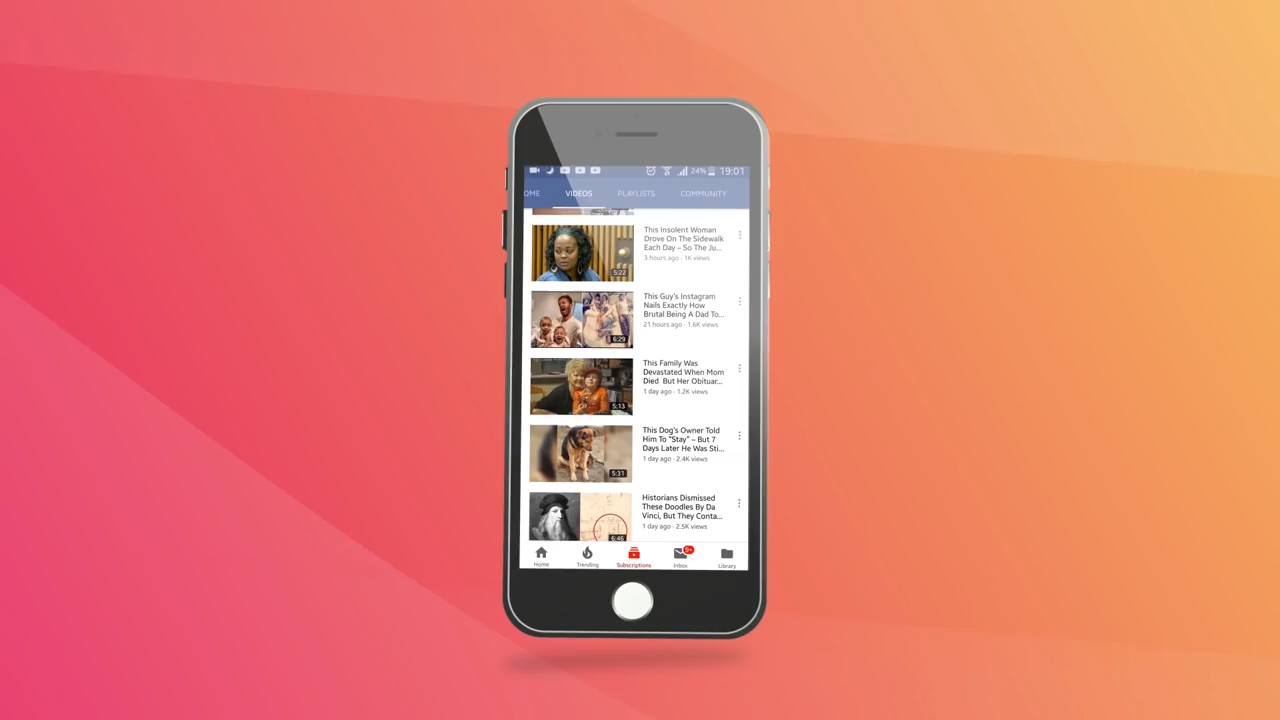 24% 19:01
OME VIDEOS PLAYLISTS COMMUNITY
This Insolent Woman
Drove On The Sidewalk
Each Day – So The Ju...
3 hours ago · 1K views
5:22
This Guy's Instagram
Nails Exactly How
Brutal Being A Dad To...
21 hours ago · 1.6K views
6:29
This Family Was
Devastated When Mom
Died But Her Obituar...
1 day ago · 1.2K views
5:13
This Dog's Owner Told
Him To "Stay" – But 7
Days Later He Was Sti...
1 day ago · 2.4K views
5:31
Historians Dismissed
These Doodles By Da
Vinci, But They Conta...
1 day ago · 2.5K views
6:46
9+
Home Trending Subscriptions Inbox Library